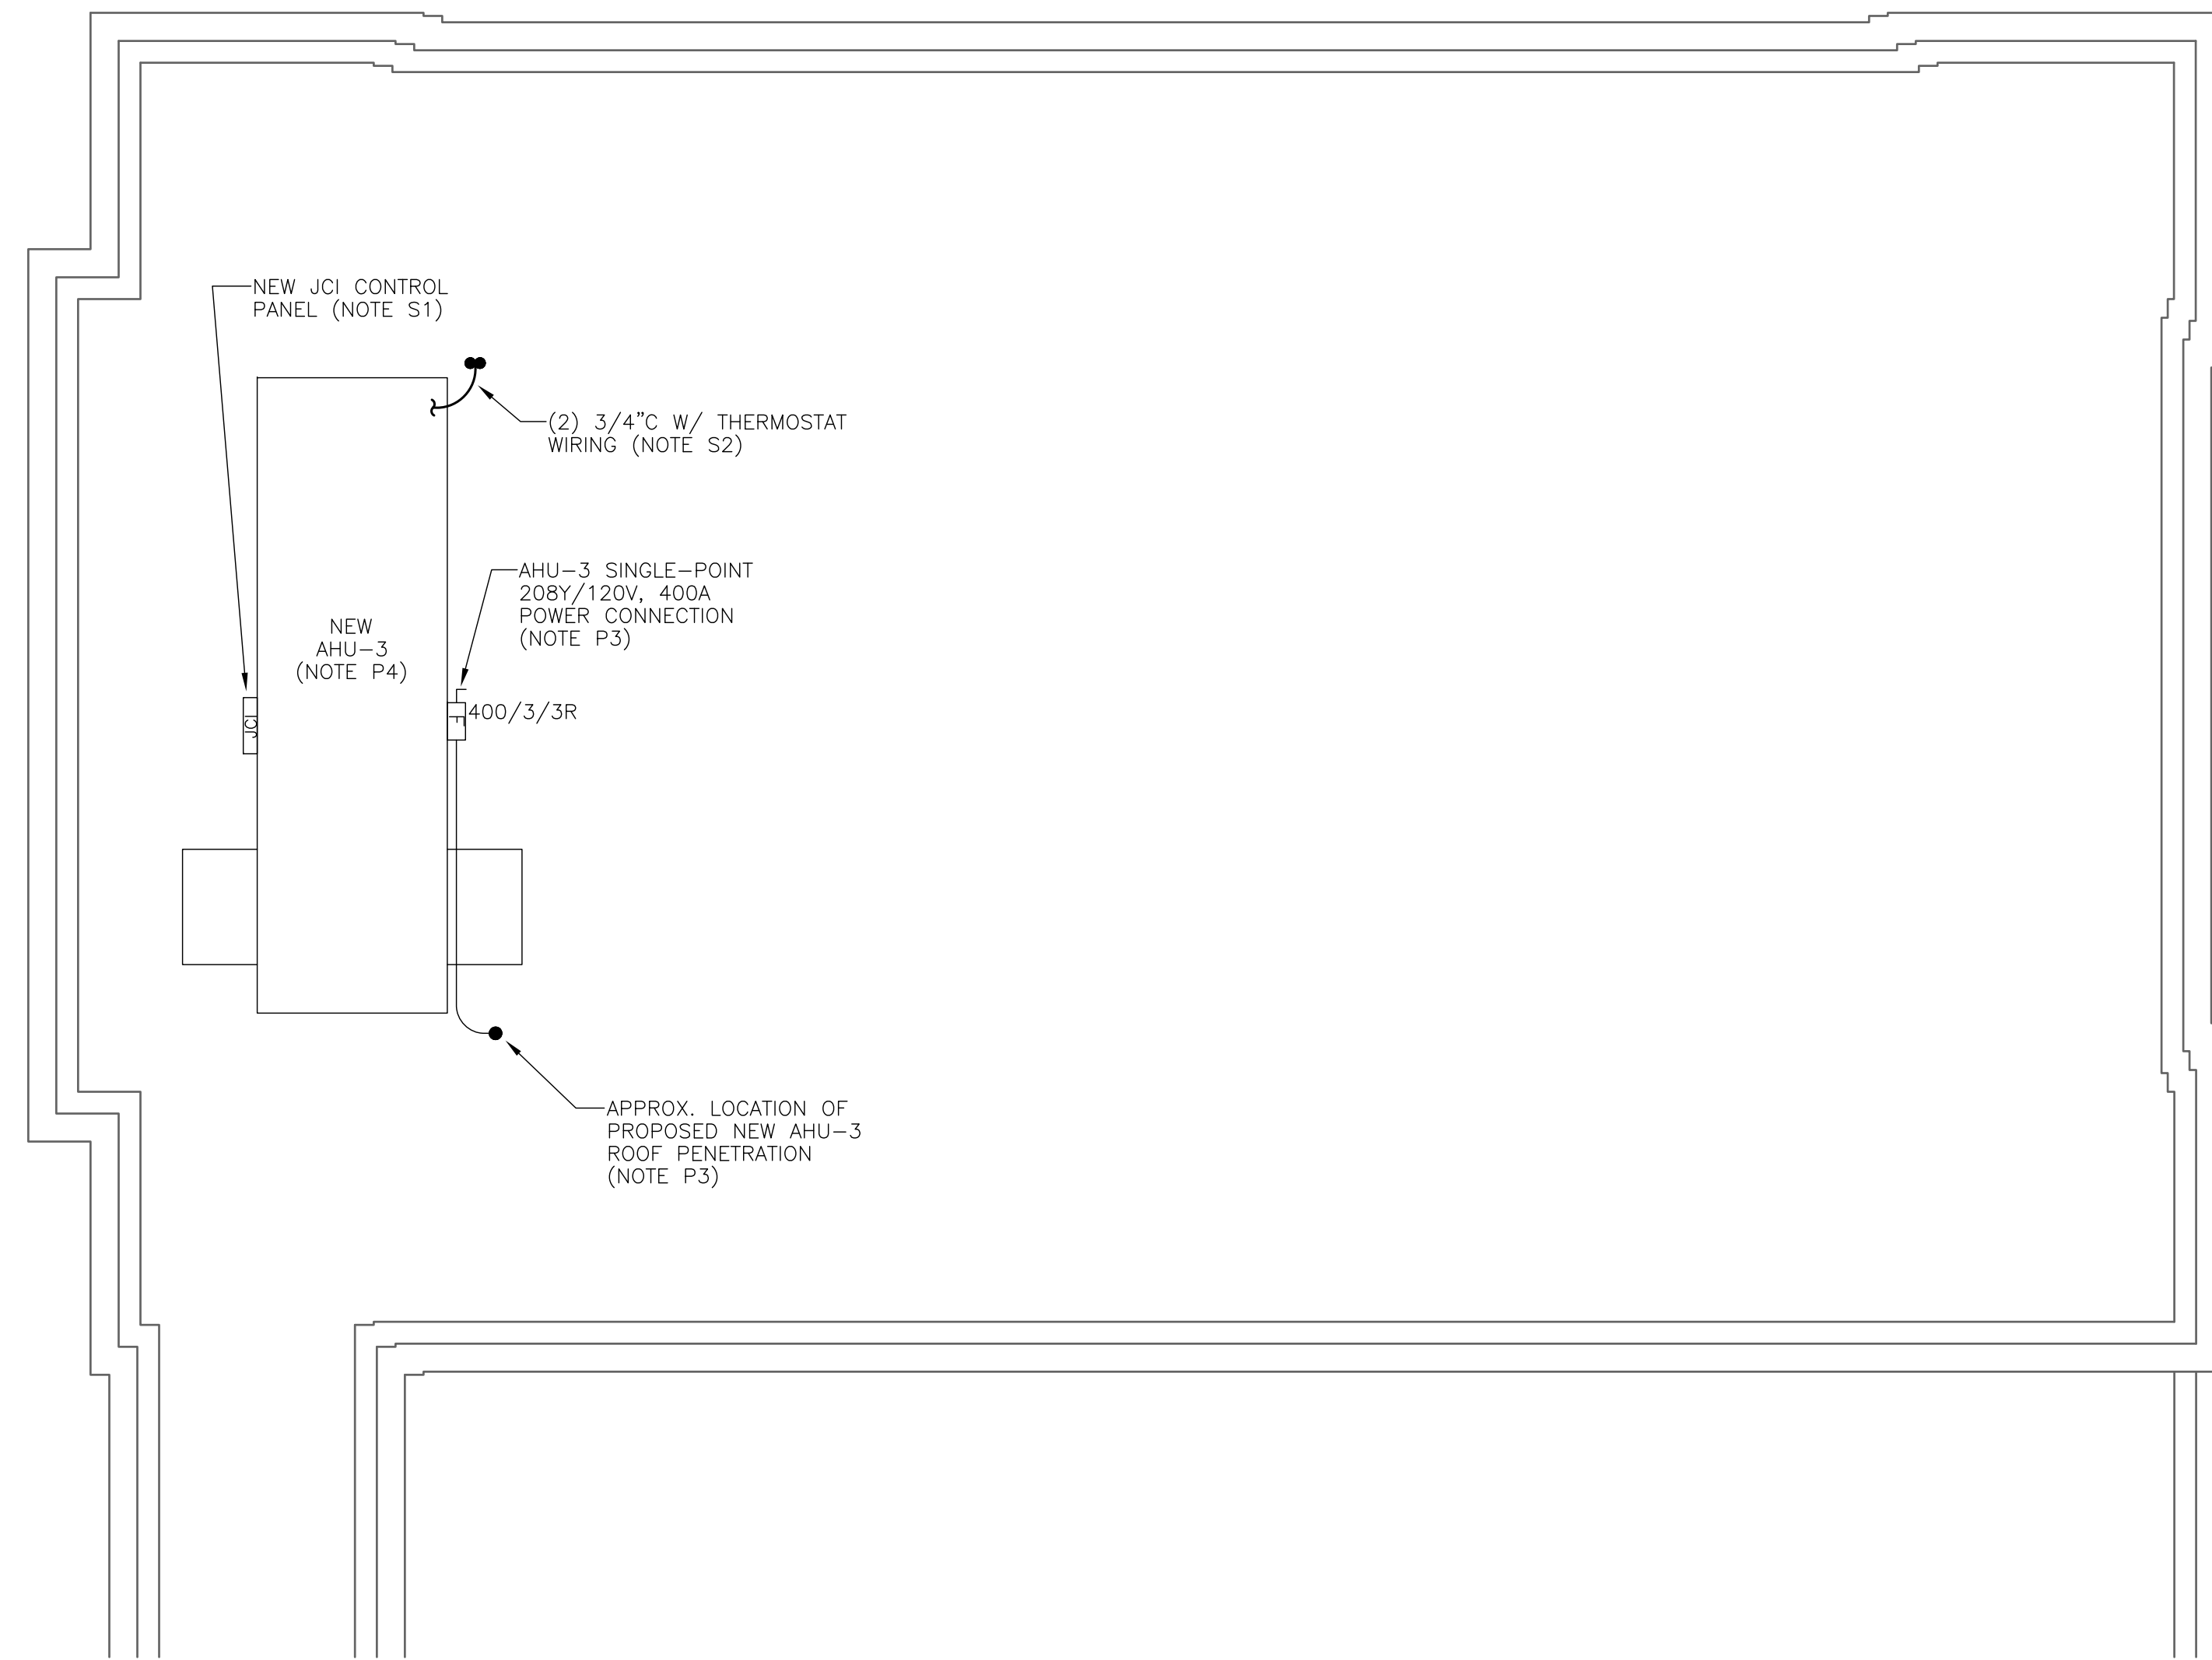 NEW JCI CONTROL
PANEL (NOTE S1)
(2) 3/4"C W/ THERMOSTAT
WIRING (NOTE S2)
AHU-3 SINGLE-POINT
208Y/120V, 400A
POWER CONNECTION
(NOTE P3)
NEW
AHU-3
(NOTE P4)
JCI
F
400/3/3R
APPROX. LOCATION OF
PROPOSED NEW AHU-3
ROOF PENETRATION
(NOTE P3)